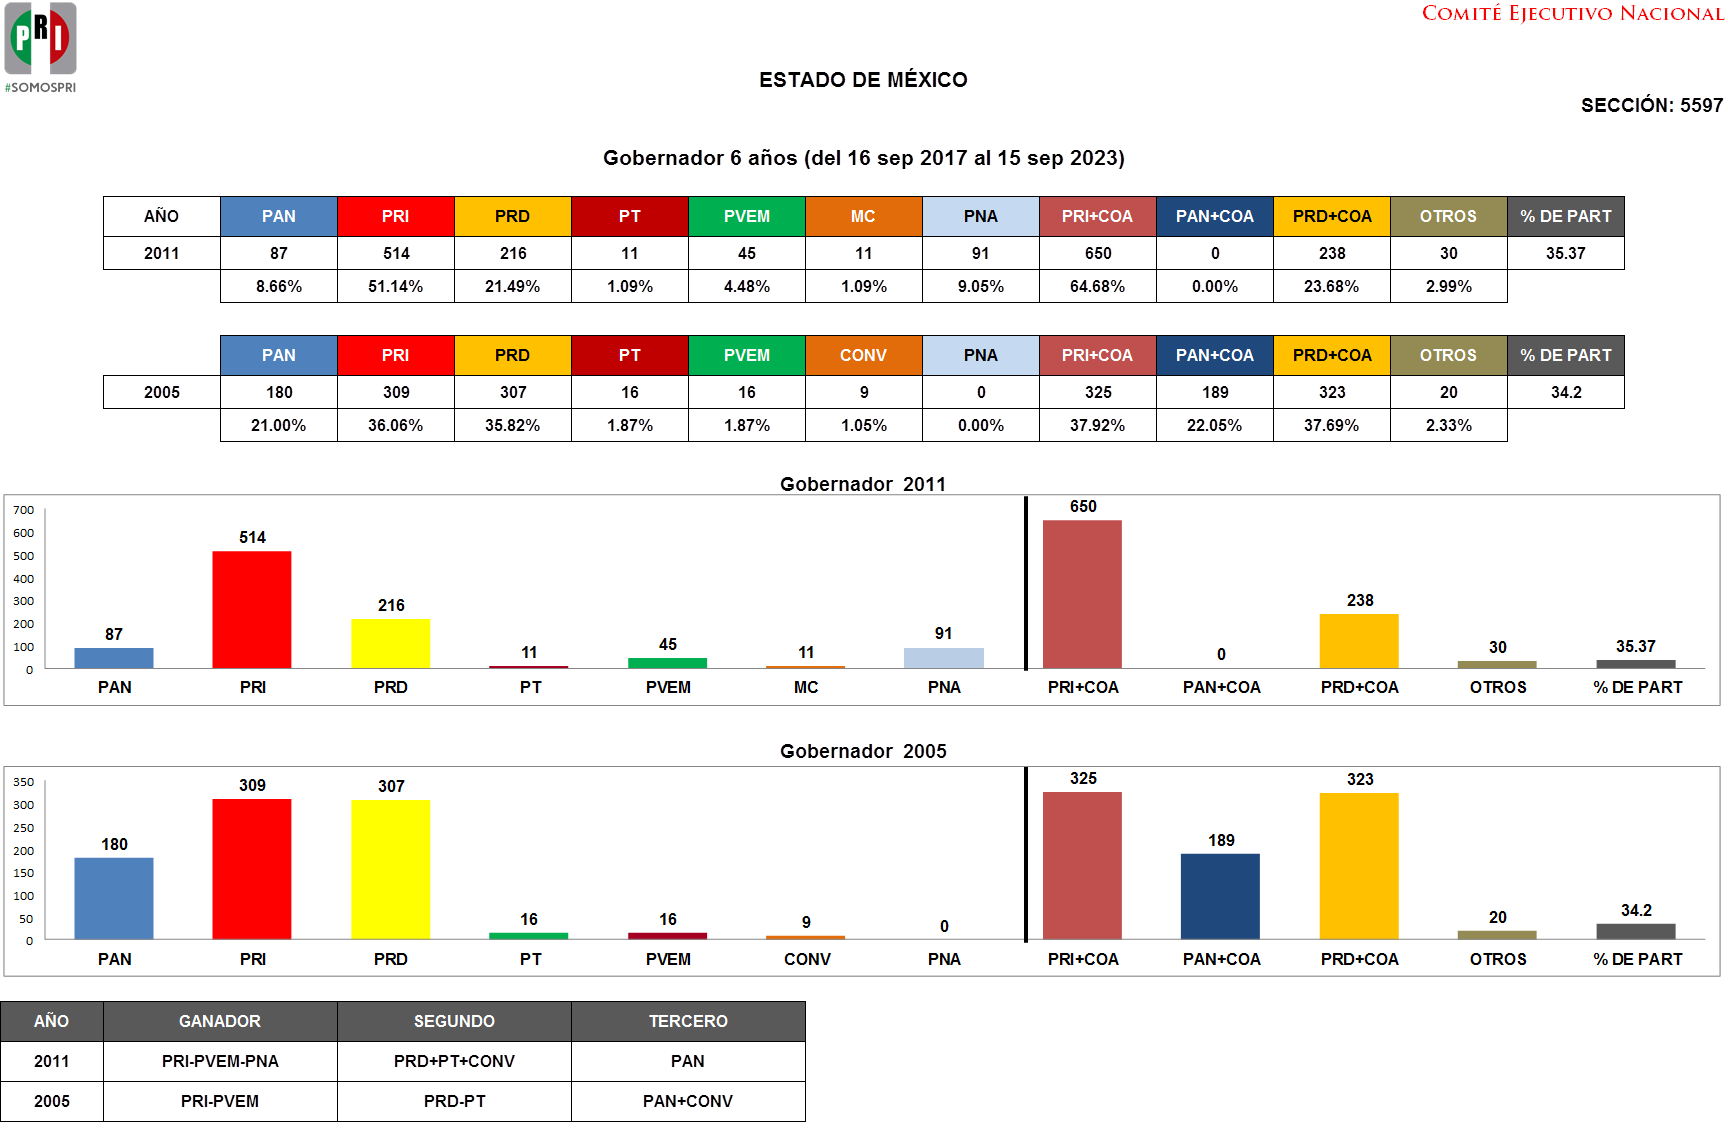 PRI
#SOMOSPRI
COMITÉ EJECUTIVO NACIONAL
ESTADO DE MÉXICO
SECCIÓN: 5597
Gobernador 6 años (del 16 sep 2017 al 15 sep 2023)
AÑO PAN PRI PRD PT PVEM MC PNA PRI+COA PAN+COA PRD+COA OTROS % DE PART
2011 87 514 216 11 45 11 91 650 0 238 30 35.37
8.66% 51.14% 21.49% 1.09% 4.48% 1.09% 9.05% 64.68% 0.00% 23.68% 2.99%
PAN PRI PRD PT PVEM CONV PNA PRI+COA PAN+COA PRD+COA OTROS % DE PART
2005 180 309 307 16 16 9 0 325 189 323 20 34.2
21.00% 36.06% 35.82% 1.87% 1.87% 1.05% 0.00% 37.92% 22.05% 37.69% 2.33%
Gobernador 2011
700
600
500
400
300
200
100
0
87 514 216 11 45 11 91 650 0 238 30 35.37
PAN PRI PRD PT PVEM MC PNA PRI+COA PAN+COA PRD+COA OTROS % DE PART
Gobernador 2005
350
300
250
200
150
100
50
0
180 309 307 16 16 9 0 325 189 323 20 34.2
PAN PRI PRD PT PVEM CONV PNA PRI+COA PAN+COA PRD+COA OTROS % DE PART
AÑO GANADOR SEGUNDO TERCERO
2011 PRI-PVEM-PNA PRD+PT+CONV PAN
2005 PRI-PVEM PRD-PT PAN+CONV